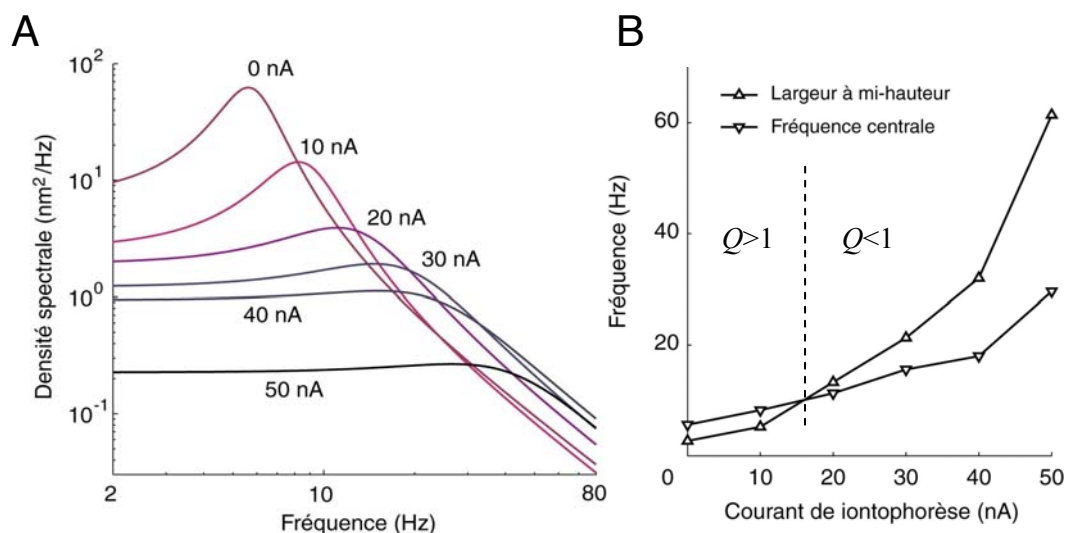 A
Densité spectrale (nm²/Hz)
10²
10¹
10⁰
10⁻¹
0 nA
10 nA
20 nA
30 nA
40 nA
50 nA
2
10
80
Fréquence (Hz)
B
Fréquence (Hz)
60
40
20
0
Largeur à mi-hauteur
Fréquence centrale
Q>1
Q<1
10
20
30
40
50
Courant de iontophorèse (nA)